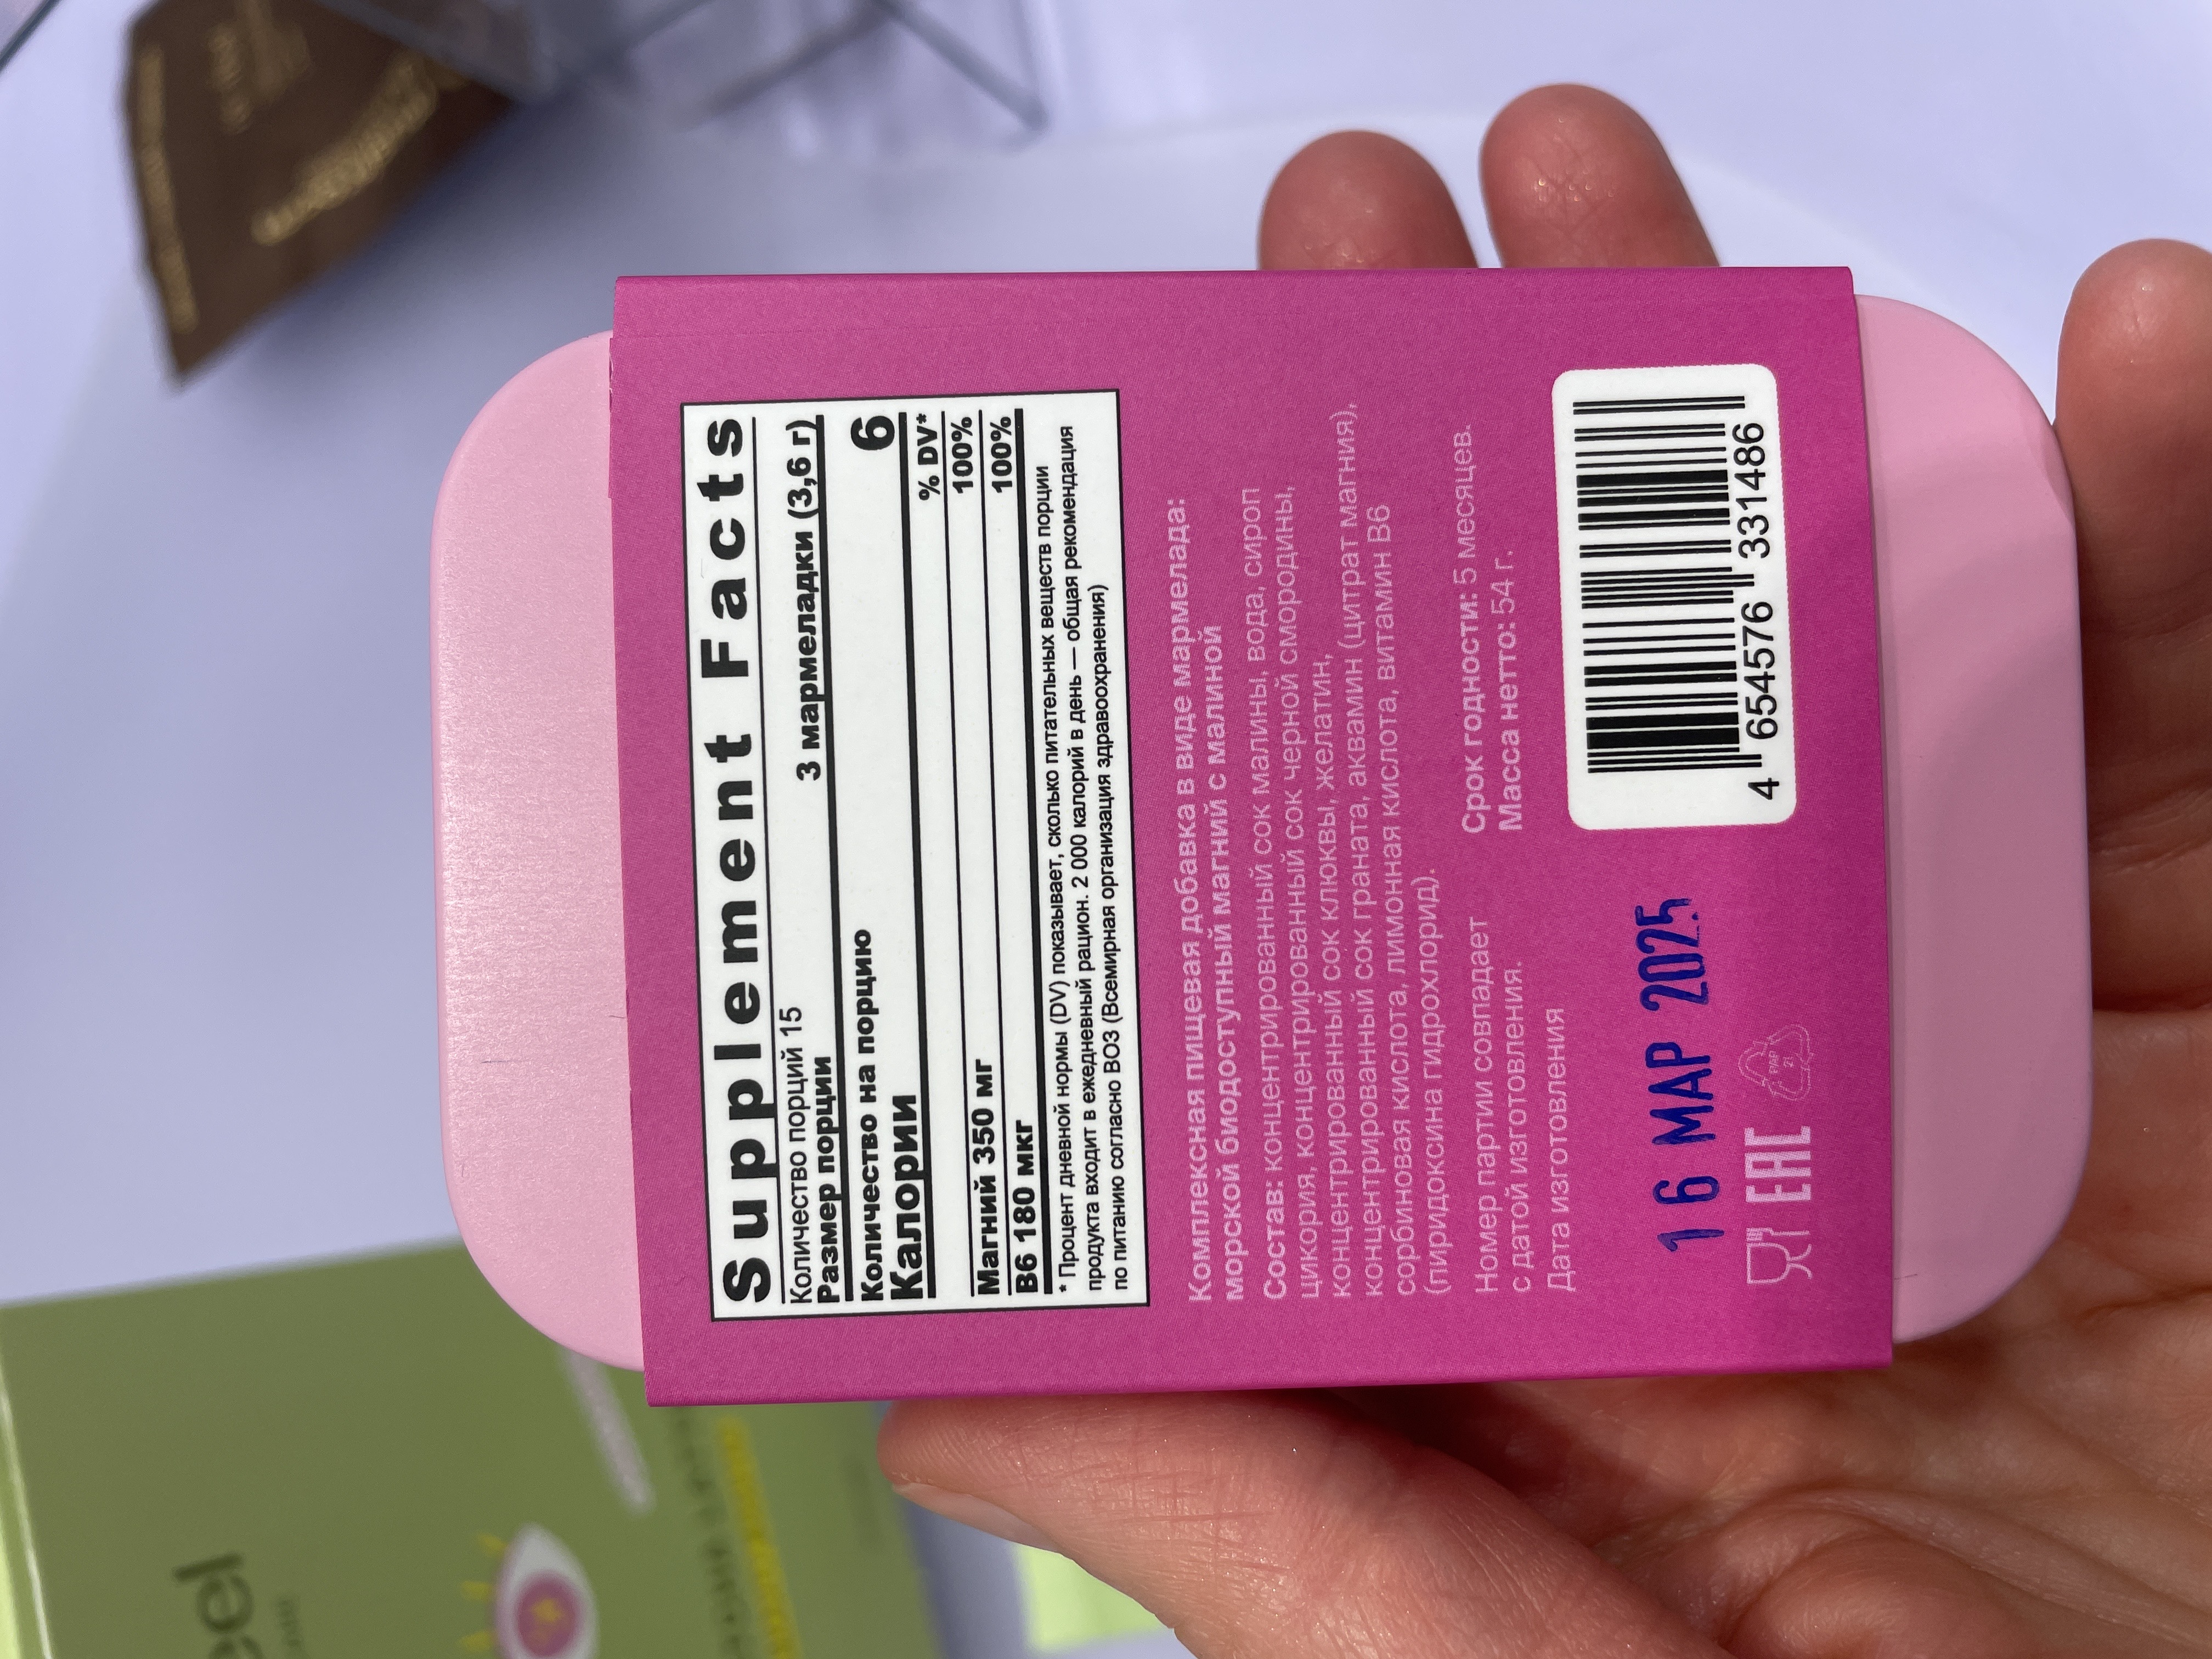 Supplement Facts
Количество порций 15
Размер порции 3 мармеладки (3,6 г)
Количество на порцию
Калории 6
% DV*
Магний 350 мг 100%
B6 180 мкг 100%
* Процент дневной нормы (DV) показывает, сколько питательных веществ порции
продукта входит в ежедневный рацион. 2 000 калорий в день — общая рекомендация
по питанию согласно ВОЗ (Всемирная организация здравоохранения)
Комплексная пищевая добавка в виде мармелада:
морской биодоступный магний с малиной
Состав: концентрированный сок малины, вода, сироп
цикория, концентрированный сок черной смородины,
концентрированный сок клюквы, желатин,
концентрированный сок граната, аквамин (цитрат магния),
сорбиновая кислота, лимонная кислота, витамин B6
(пиридоксина гидрохлорид).
Номер партии совпадает
с датой изготовления.
Дата изготовления
Срок годности: 5 месяцев.
Масса нетто: 54 г.
16 МАР 2025
EAC
PAP
21
4 654576 331486
eel